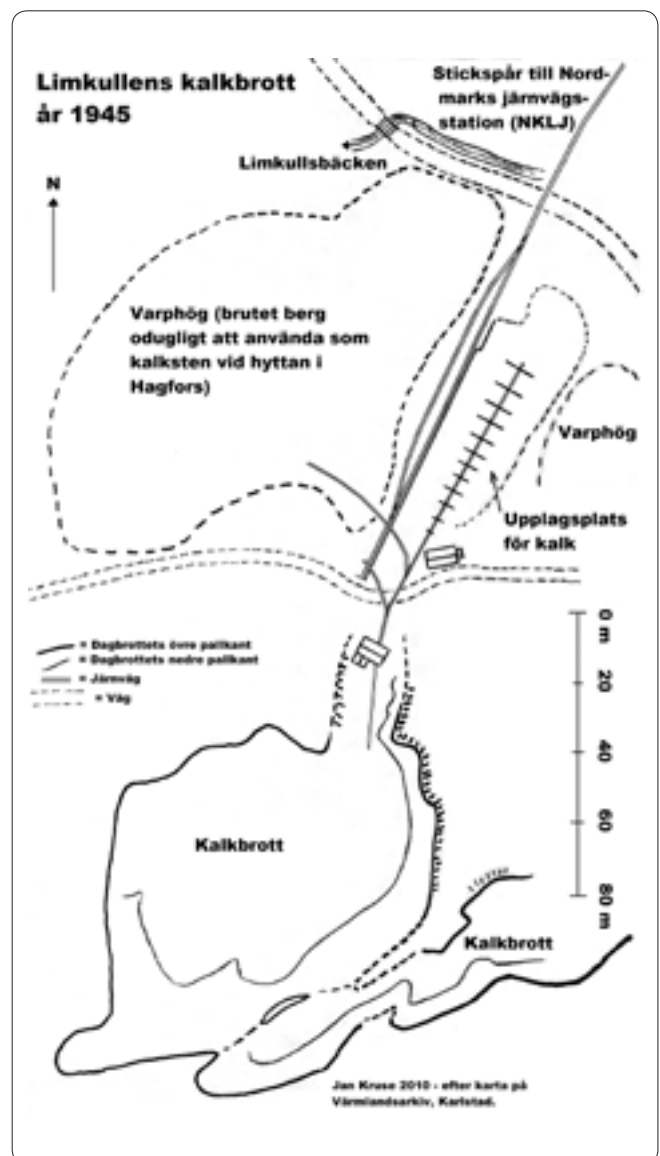 Limkullens kalkbrott
år 1945
Stickspår till Nord-
marks järnvägs-
station (NKLJ)
Limkullsbäcken
N
Varphög (brutet berg
odugligt att använda som
kalksten vid hyttan i
Hagfors)
Varphög
Upplagsplats
för kalk
0 m
20
40
60
80 m
= Dagbrottets övre pallkant
= Dagbrottets nedre pallkant
= Järnväg
= Väg
Kalkbrott
Kalkbrott
Jan Kruse 2010 - efter karta på
Värmlandsarkiv, Karlstad.